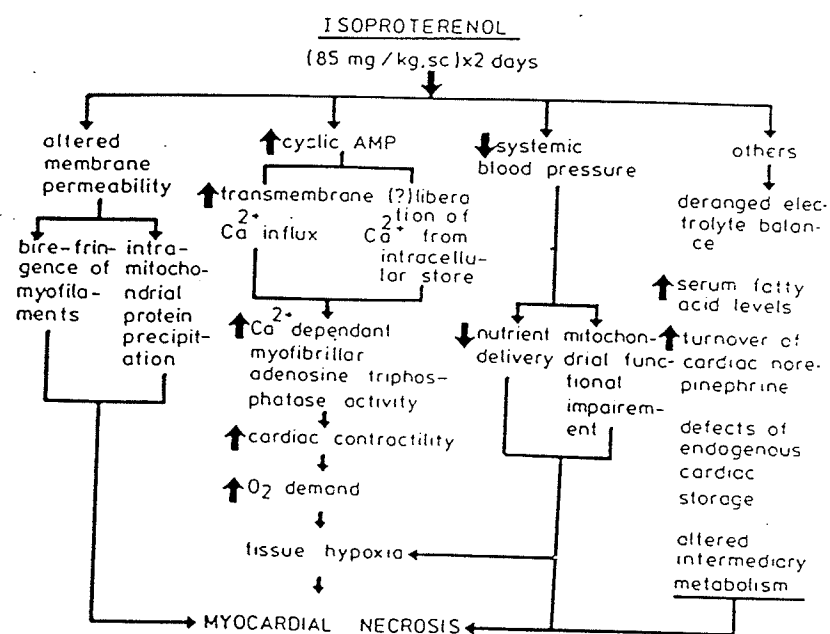 ISOPROTERENOL
(85 mg/kg,sc)x2 days
altered
membrane
permeability
bire-frin-
gence of
myofila-
ments
intra-
mitocho-
ndrial
protein
precipit-
ation
cyclic AMP
transmembrane
Ca2+ influx
(?)libera
tion of
Ca2+ from
intracellu-
lar store
Ca2+ dependant
myofibrillar
adenosine triphos-
phatase activity
cardiac contractility
O2 demand
tissue hypoxia
systemic
blood pressure
nutrient
delivery
mitochon-
drial func-
tional
impairem-
ent
others
deranged elec-
trolyte balan-
ce
serum fatty
acid levels
turnover of
cardiac nore-
pinephrine
defects of
endogenous
cardiac
storage
altered
intermediary
metabolism
MYOCARDIAL NECROSIS